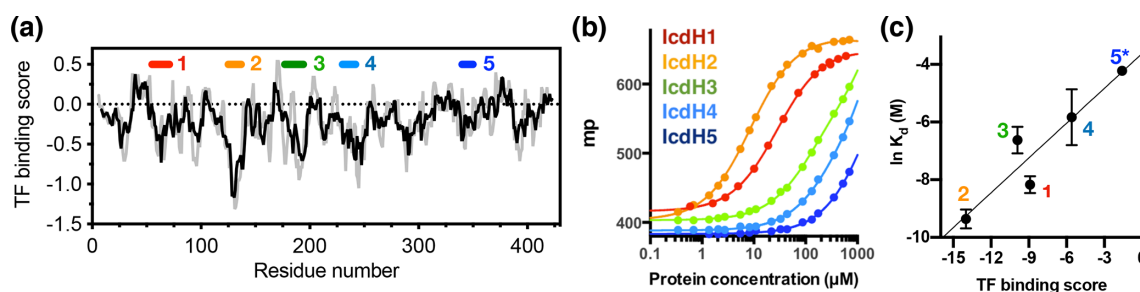 (a)
1 2 3 4 5
TF binding score
0.5
0.0
-0.5
-1.0
-1.5
0 100 200 300 400
Residue number
(b)
IcdH1
IcdH2
IcdH3
IcdH4
IcdH5
mp
600
500
400
0.1 1 10 100 1000
Protein concentration (µM)
(c)
ln Kd (M)
-4
-6
-8
-10
5*
3
4
2
1
-15 -12 -9 -6 -3 0
TF binding score